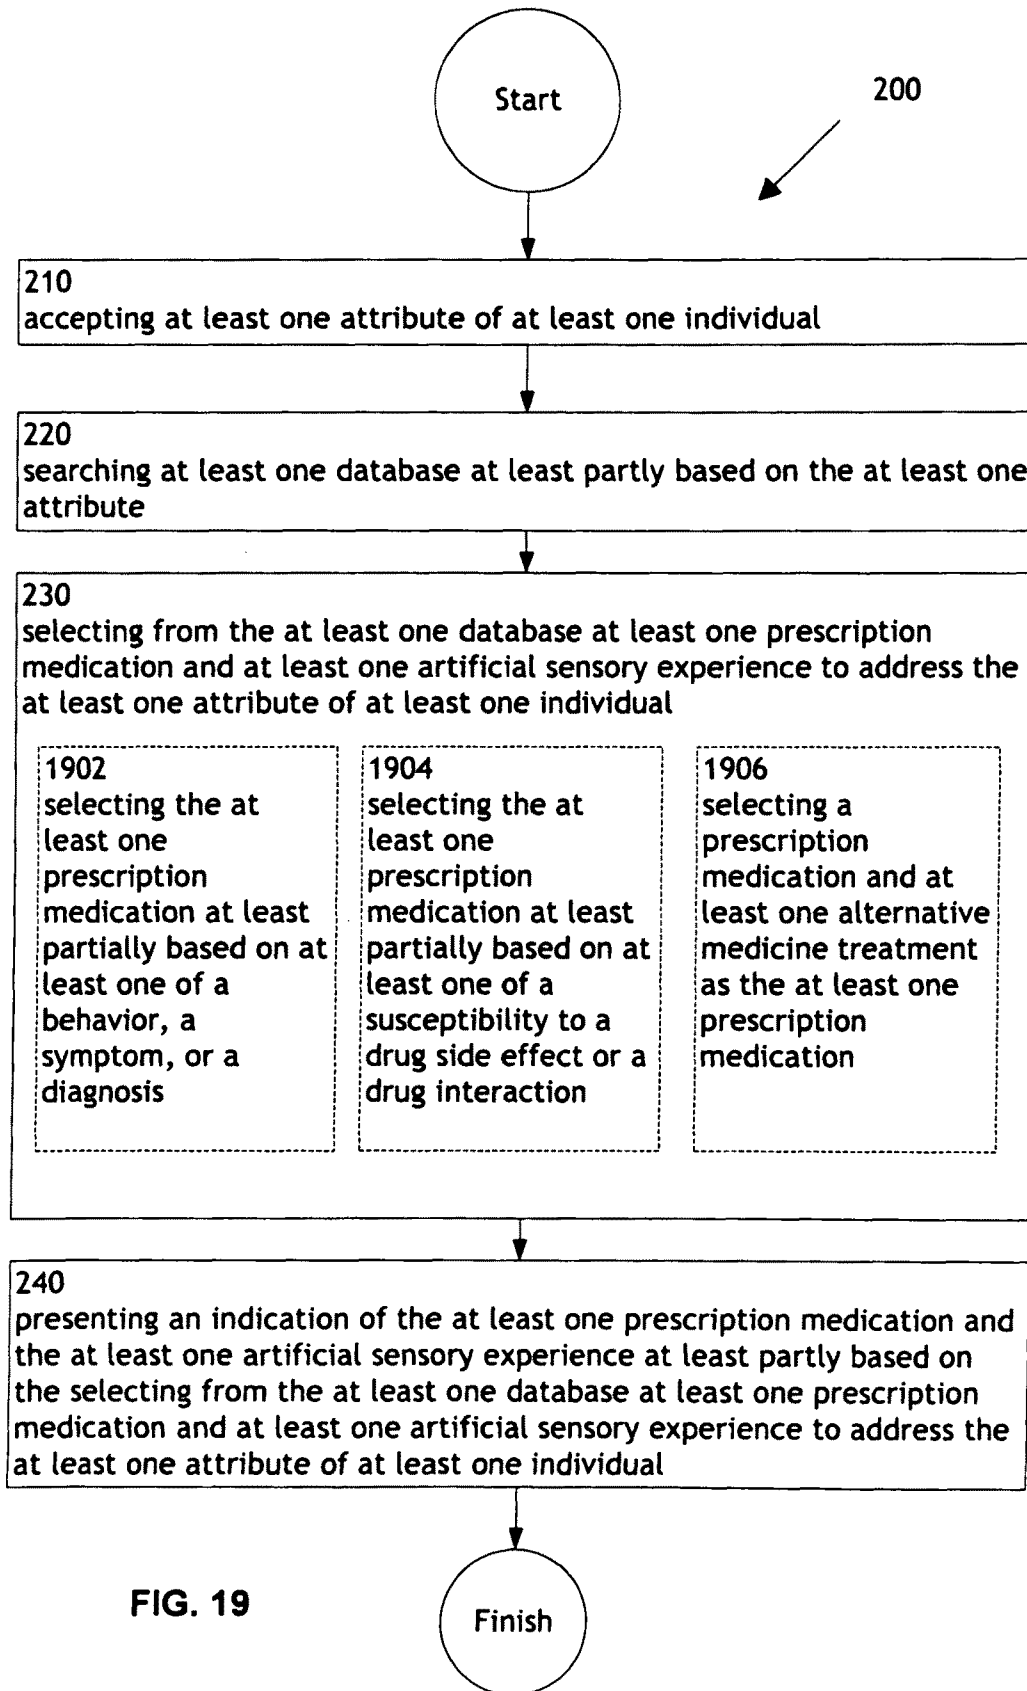 Start
200
210
accepting at least one attribute of at least one individual
220
searching at least one database at least partly based on the at least one
attribute
230
selecting from the at least one database at least one prescription
medication and at least one artificial sensory experience to address the
at least one attribute of at least one individual
1902
selecting the at
least one
prescription
medication at least
partially based on at
least one of a
behavior, a
symptom, or a
diagnosis
1904
selecting the at
least one
prescription
medication at least
partially based on at
least one of a
susceptibility to a
drug side effect or a
drug interaction
1906
selecting a
prescription
medication and at
least one alternative
medicine treatment
as the at least one
prescription
medication
240
presenting an indication of the at least one prescription medication and
the at least one artificial sensory experience at least partly based on
the selecting from the at least one database at least one prescription
medication and at least one artificial sensory experience to address the
at least one attribute of at least one individual
FIG. 19
Finish